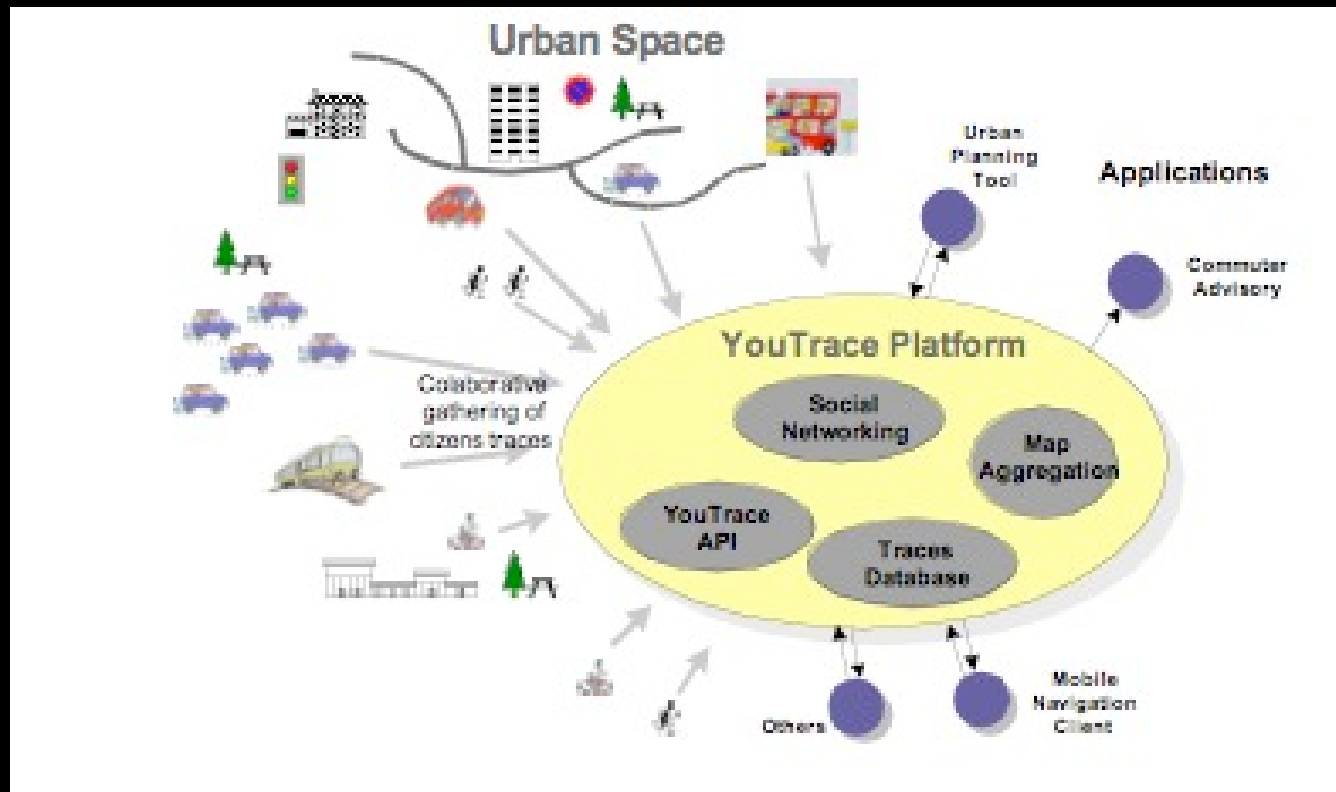 Urban Space
Urban
Planning
Tool
Applications
Commuter
Advisory
YouTrace Platform
Colaborative
gathering of
citizens traces
Social
Networking
Map
Aggregation
YouTrace
API
Traces
Database
Others
Mobile
Navigation
Client